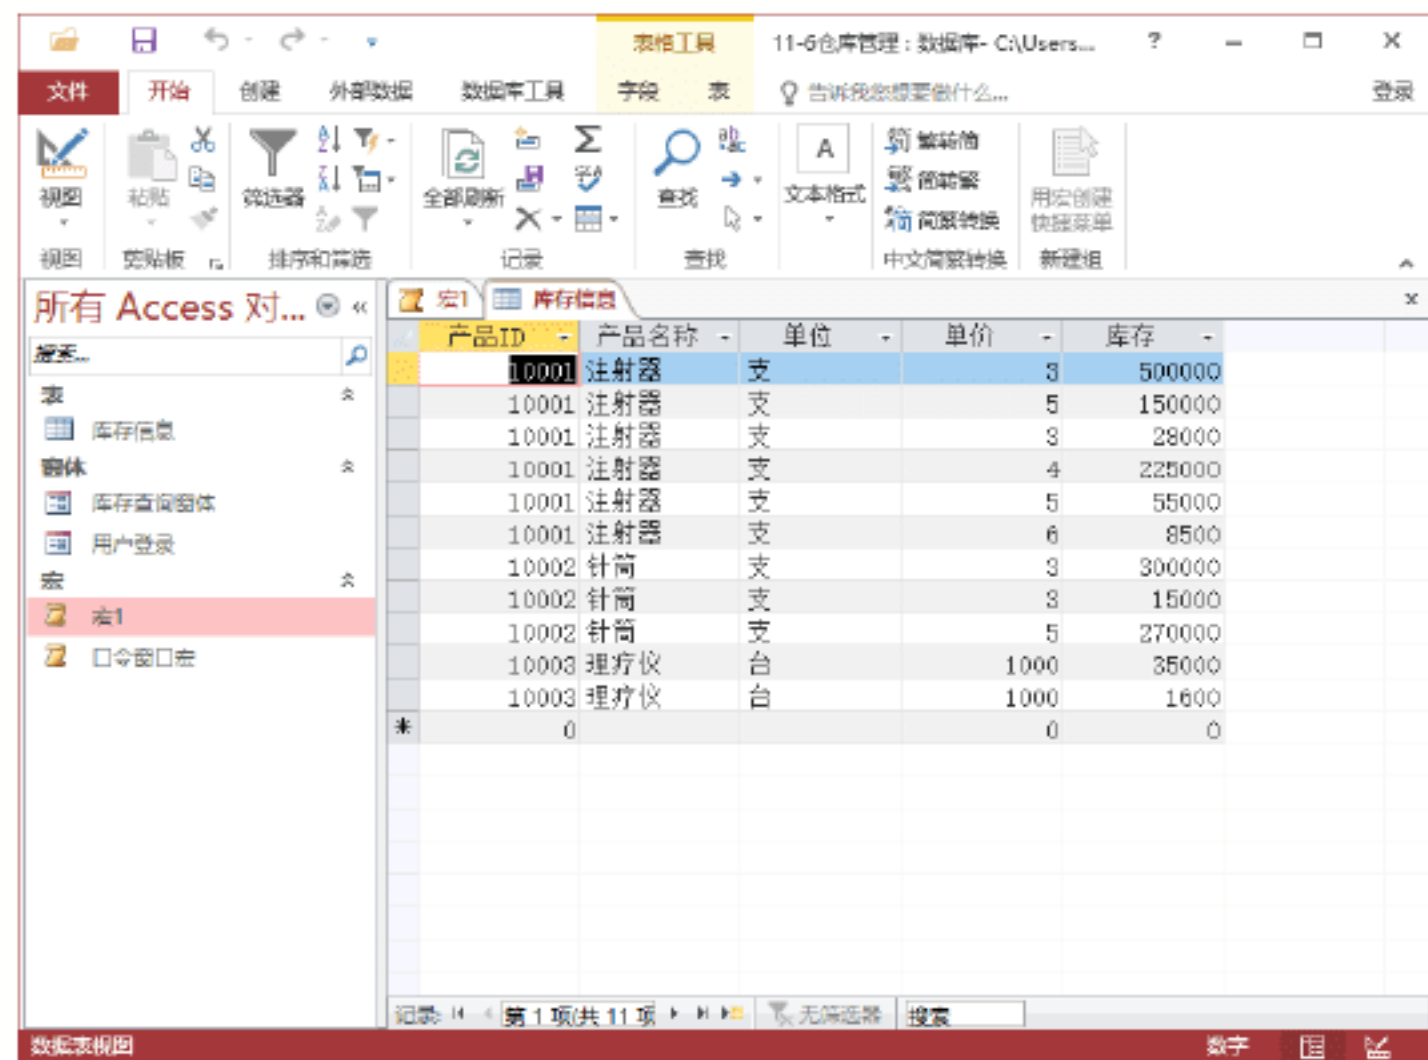 表格工具 11-6仓库管理 : 数据库- C:\Users... ?
文件 开始 创建 外部数据 数据库工具 字段 表 告诉我您想要做什么... 登录
视图 粘贴 筛选器 全部刷新 查找 文本格式 繁转简 简转繁 简繁转换 用宏创建快捷菜单
视图 剪贴板 排序和筛选 记录 查找 中文简繁转换 新建组
所有 Access 对... «
搜索...
表
库存信息
窗体
库存查询窗体
用户登录
宏
宏1
口令窗口宏
宏1 库存信息
产品ID 产品名称 单位 单价 库存
10001 注射器 支 3 500000
10001 注射器 支 5 150000
10001 注射器 支 3 28000
10001 注射器 支 4 225000
10001 注射器 支 5 55000
10001 注射器 支 6 8500
10002 针筒 支 3 300000
10002 针筒 支 3 15000
10002 针筒 支 5 270000
10003 理疗仪 台 1000 35000
10003 理疗仪 台 1000 1600
* 0 0 0
记录: 第 1 项(共 11 项 无筛选器 搜索
数据表视图 数字